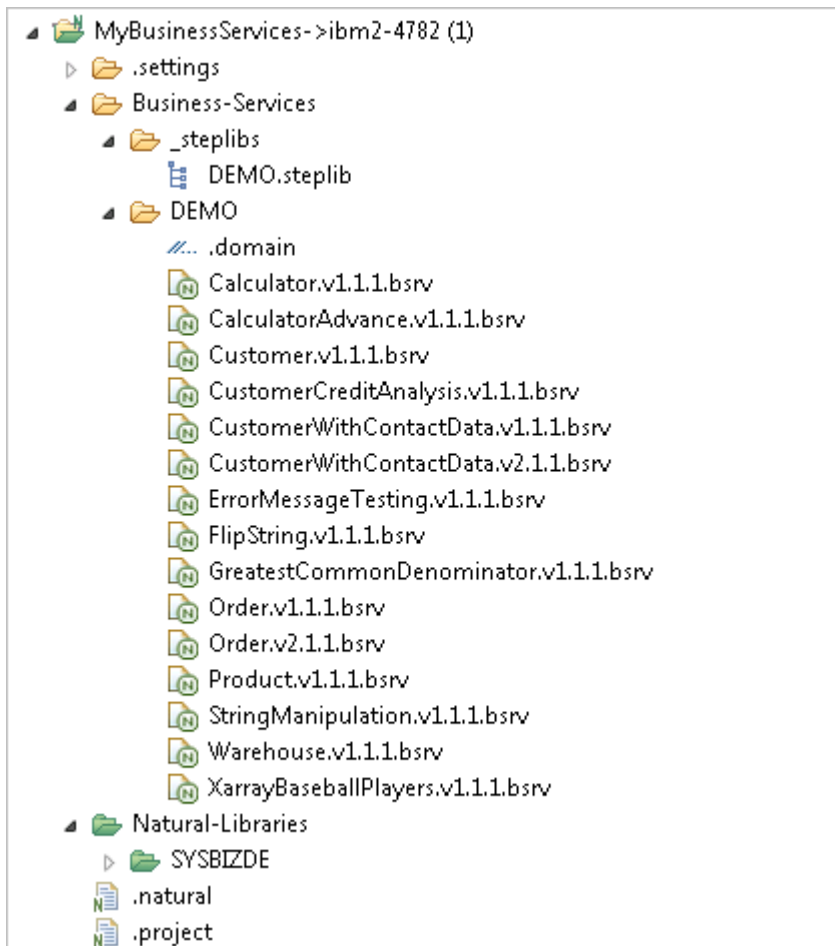 MyBusinessServices->ibm2-4782 (1)
.settings
Business-Services
_steplibs
DEMO.steplib
DEMO
.domain
Calculator.v1.1.1.bsrv
CalculatorAdvance.v1.1.1.bsrv
Customer.v1.1.1.bsrv
CustomerCreditAnalysis.v1.1.1.bsrv
CustomerWithContactData.v1.1.1.bsrv
CustomerWithContactData.v2.1.1.bsrv
ErrorMessageTesting.v1.1.1.bsrv
FlipString.v1.1.1.bsrv
GreatestCommonDenominator.v1.1.1.bsrv
Order.v1.1.1.bsrv
Order.v2.1.1.bsrv
Product.v1.1.1.bsrv
StringManipulation.v1.1.1.bsrv
Warehouse.v1.1.1.bsrv
XarrayBaseballPlayers.v1.1.1.bsrv
Natural-Libraries
SYSBIZDE
.natural
.project